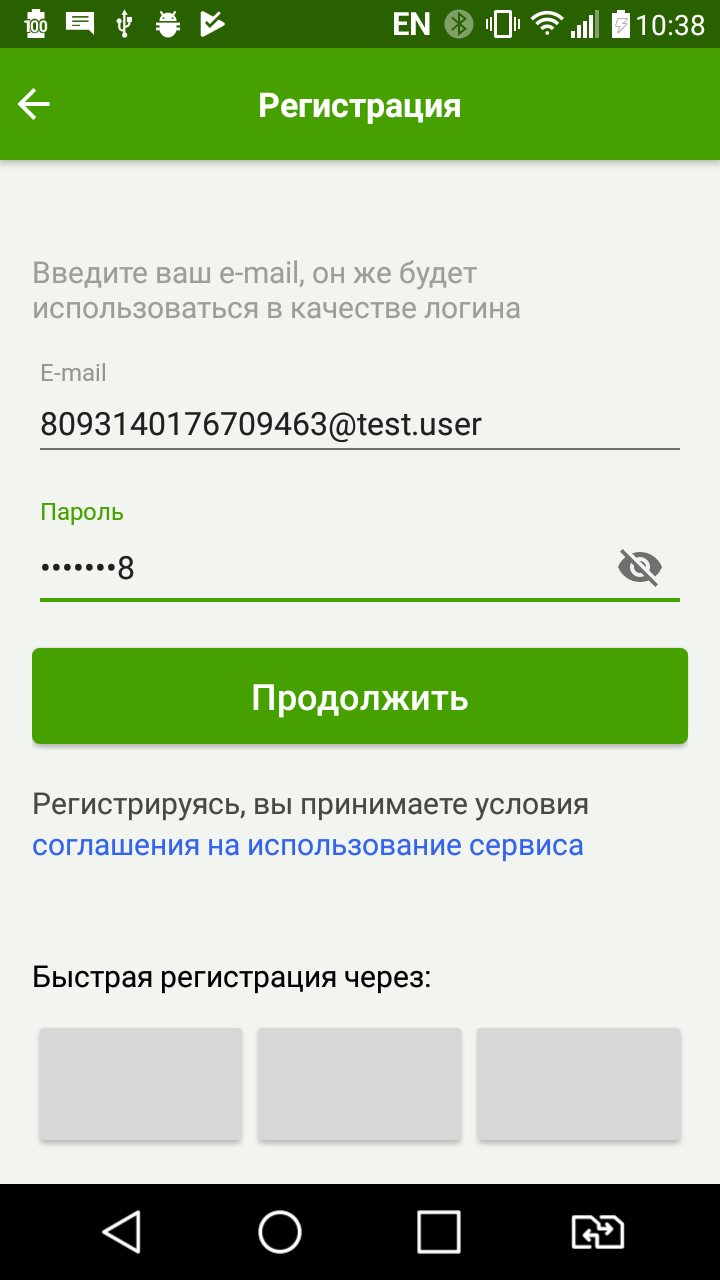 100 EN 10:38
Регистрация
Введите ваш e-mail, он же будет
использоваться в качестве логина
E-mail
8093140176709463@test.user
Пароль
•••••••8
Продолжить
Регистрируясь, вы принимаете условия
соглашения на использование сервиса
Быстрая регистрация через: